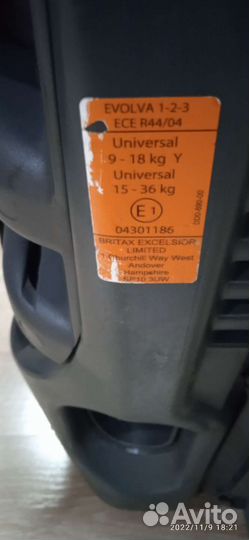 EVOLVA 1-2-3
ECE R44/04
Universal
9 - 18 kg Y
Universal
15 - 36 kg
E1
04301186
BRITAX EXCELSIOR
LIMITED
1 Churchill Way West
Andover
Hampshire
SP10 3UW
Avito
2022/11/9 18:21